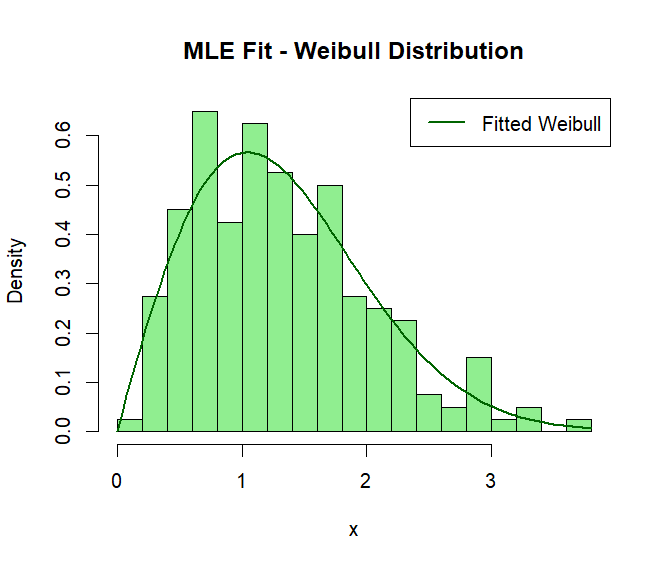 MLE Fit - Weibull Distribution
Fitted Weibull
Density
0.0 0.1 0.2 0.3 0.4 0.5 0.6
0 1 2 3
x